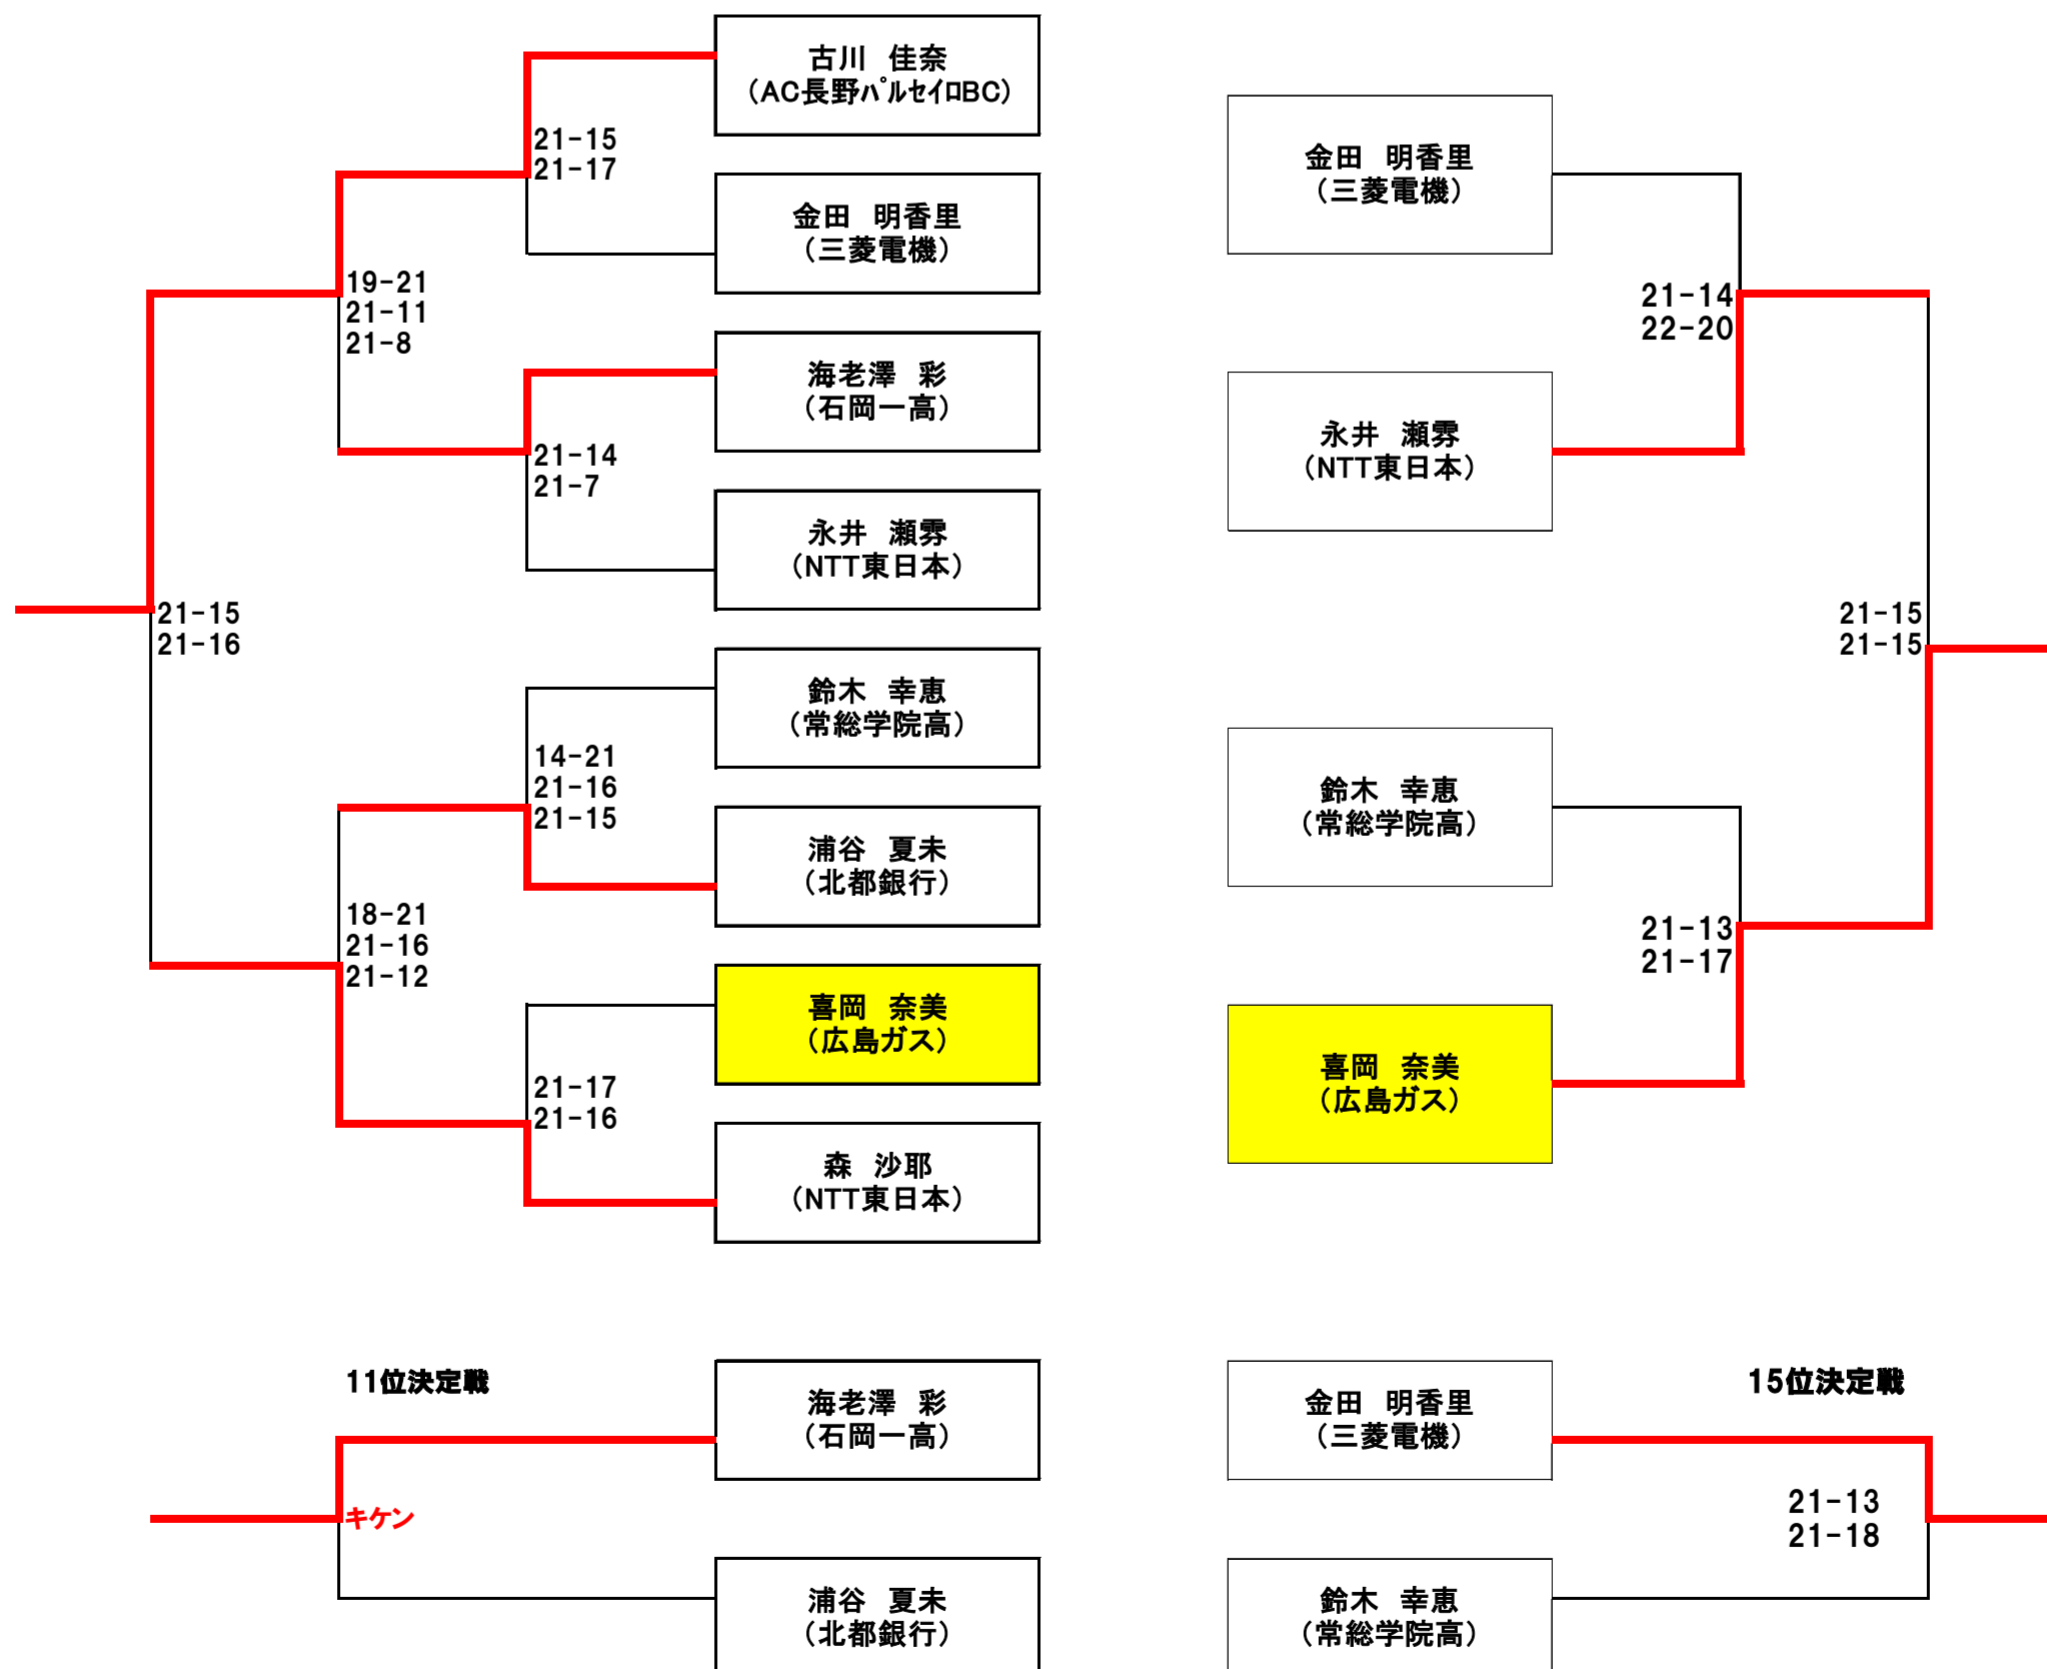 古川 佳奈
(AC長野ﾊﾟﾙｾｲﾛBC)
21-15
21-17
金田 明香里
(三菱電機)
19-21
21-11
21-8
海老澤 彩
(石岡一高)
21-14
21-7
永井 瀬雰
(NTT東日本)
21-15
21-16
鈴木 幸恵
(常総学院高)
14-21
21-16
21-15
浦谷 夏未
(北都銀行)
18-21
21-16
21-12
喜岡 奈美
(広島ガス)
21-17
21-16
森 沙耶
(NTT東日本)
金田 明香里
(三菱電機)
21-14
22-20
永井 瀬雰
(NTT東日本)
21-15
21-15
鈴木 幸恵
(常総学院高)
21-13
21-17
喜岡 奈美
(広島ガス)
11位決定戦
海老澤 彩
(石岡一高)
キケン
浦谷 夏未
(北都銀行)
15位決定戦
金田 明香里
(三菱電機)
21-13
21-18
鈴木 幸恵
(常総学院高)